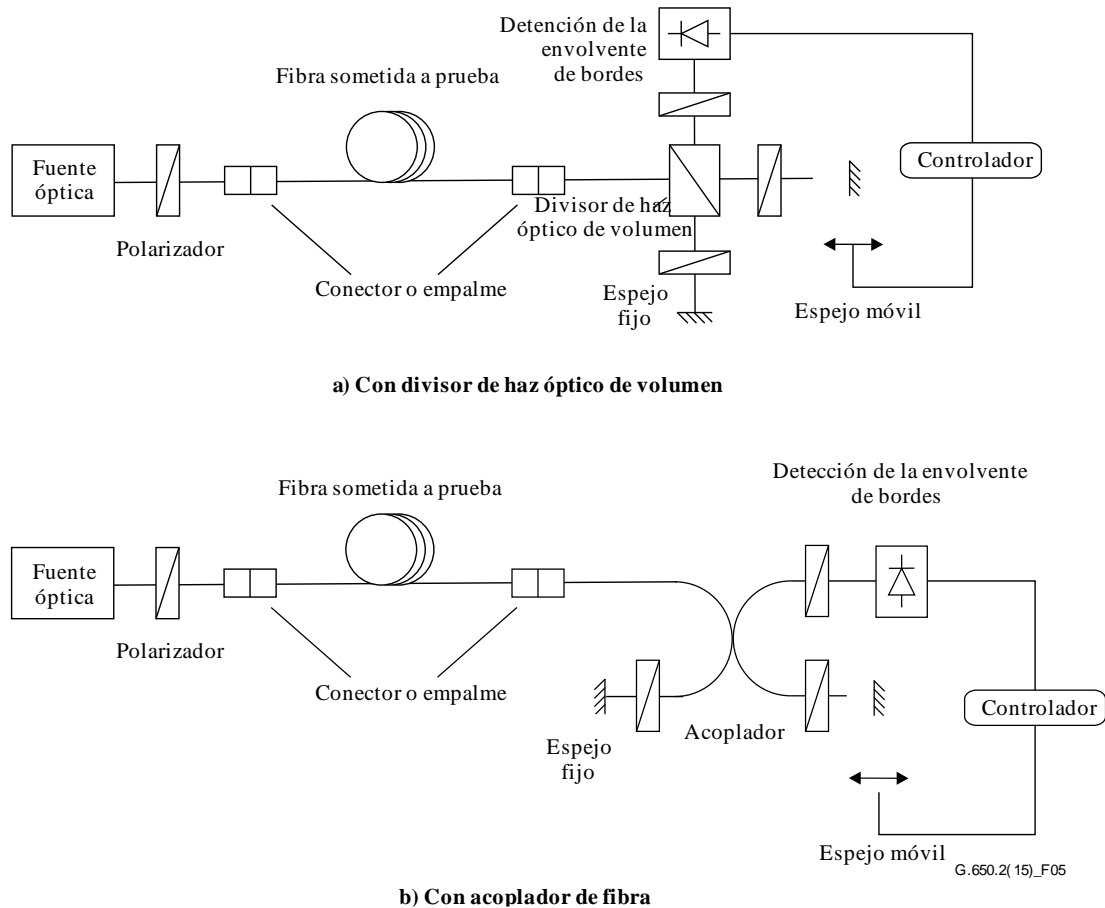 Detención de la
envolvente
de bordes
Fibra sometida a prueba
Fuente
óptica
Controlador
Divisor de haz
óptico de volumen
Polarizador
Conector o empalme
Espejo
fijo
Espejo móvil
a) Con divisor de haz óptico de volumen
Detección de la envolvente
de bordes
Fibra sometida a prueba
Fuente
óptica
Polarizador
Conector o empalme
Controlador
Acoplador
Espejo
fijo
Espejo móvil
G.650.2(15)_F05
b) Con acoplador de fibra